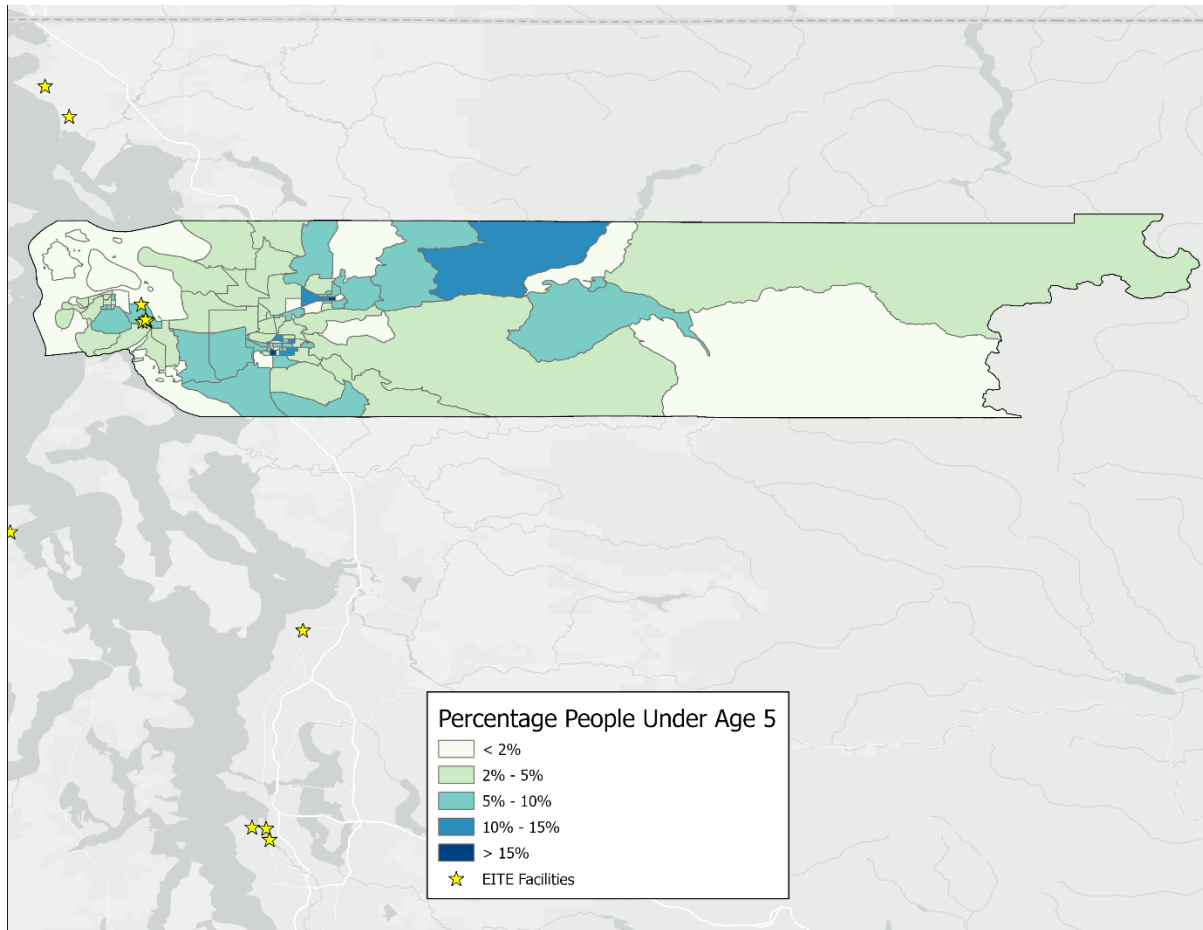 Percentage People Under Age 5
< 2%
2% - 5%
5% - 10%
10% - 15%
> 15%
EITE Facilities